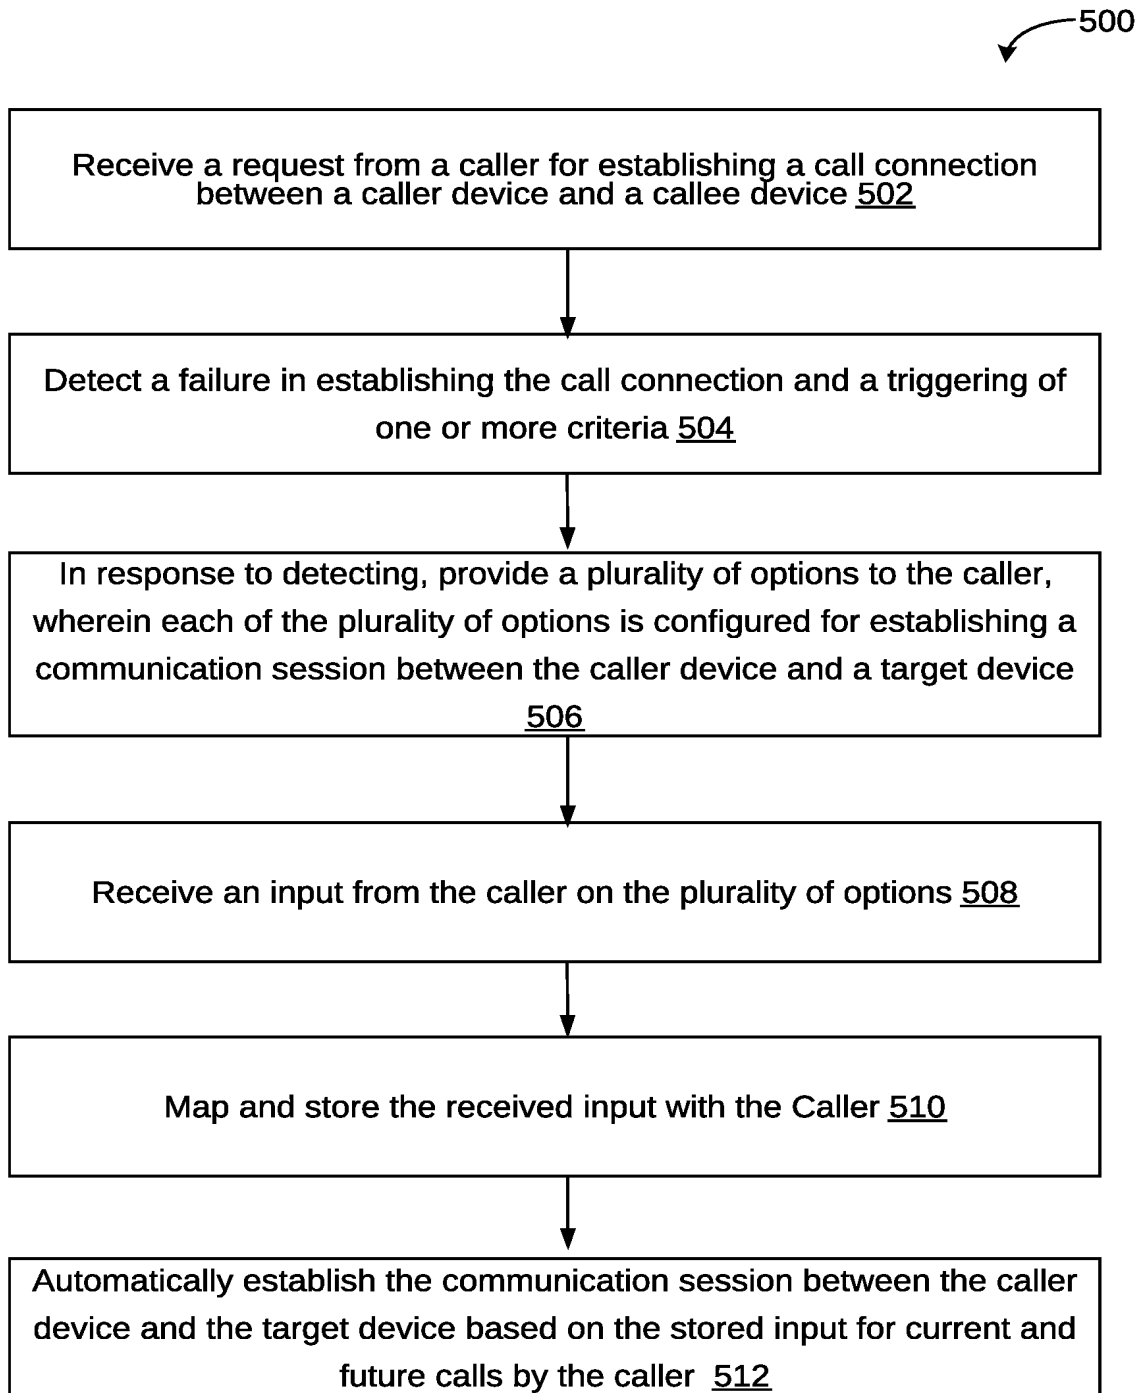 500
Receive a request from a caller for establishing a call connection
between a caller device and a callee device 502
Detect a failure in establishing the call connection and a triggering of
one or more criteria 504
In response to detecting, provide a plurality of options to the caller,
wherein each of the plurality of options is configured for establishing a
communication session between the caller device and a target device
506
Receive an input from the caller on the plurality of options 508
Map and store the received input with the Caller 510
Automatically establish the communication session between the caller
device and the target device based on the stored input for current and
future calls by the caller 512